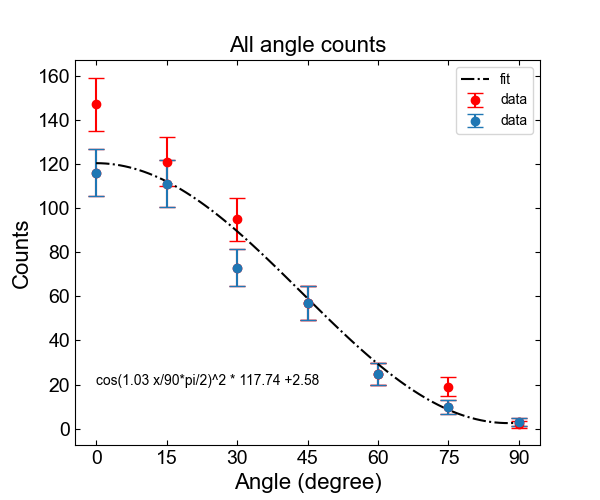 All angle counts
fit
data
data
160
140
120
100
80
60
40
20
0
Counts
cos(1.03 x/90*pi/2)^2 * 117.74 +2.58
0 15 30 45 60 75 90
Angle (degree)